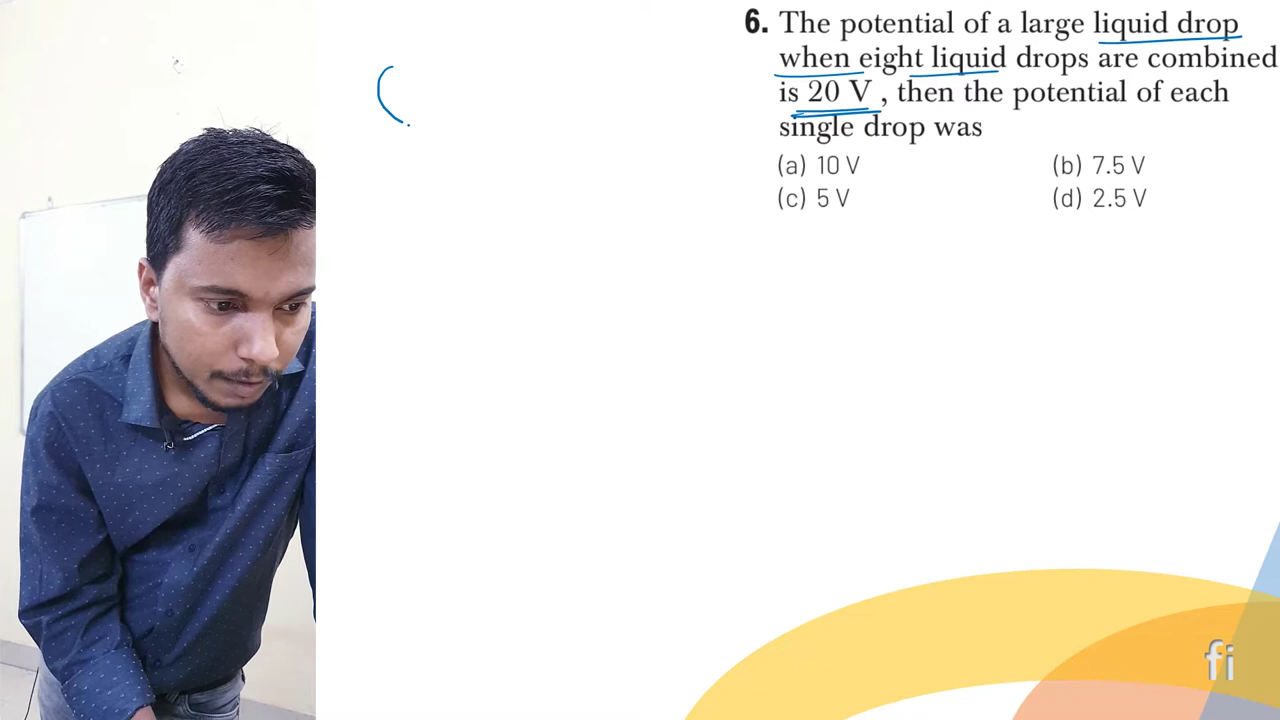 6. The potential of a large liquid drop
when eight liquid drops are combined
is 20 V , then the potential of each
single drop was
(a) 10 V (b) 7.5 V
(c) 5 V (d) 2.5 V
fi